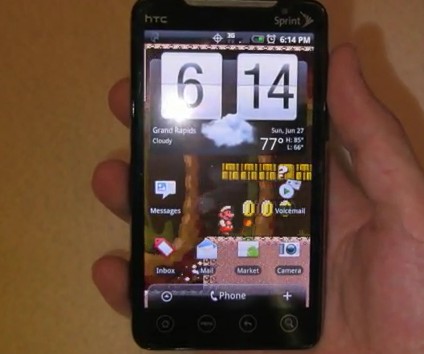 hTC
Sprint
3G
6:14 PM
6
14
Grand Rapids
Sun, Jun 27
Cloudy
77°
H: 85°
L: 66°
?
Messages
Voicemail
Inbox
Mail
Market
Camera
Phone
+
MENU